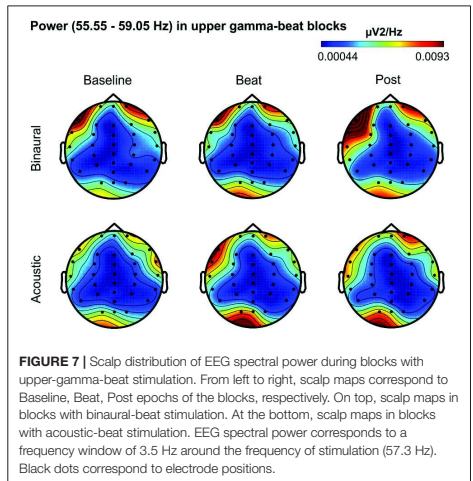 Power (55.55 - 59.05 Hz) in upper gamma-beat blocks
µV2/Hz
0.00044 0.0093
Baseline Beat Post
Binaural
Acoustic
FIGURE 7 | Scalp distribution of EEG spectral power during blocks with
upper-gamma-beat stimulation. From left to right, scalp maps correspond to
Baseline, Beat, Post epochs of the blocks, respectively. On top, scalp maps in
blocks with binaural-beat stimulation. At the bottom, scalp maps in blocks
with acoustic-beat stimulation. EEG spectral power corresponds to a
frequency window of 3.5 Hz around the frequency of stimulation (57.3 Hz).
Black dots correspond to electrode positions.